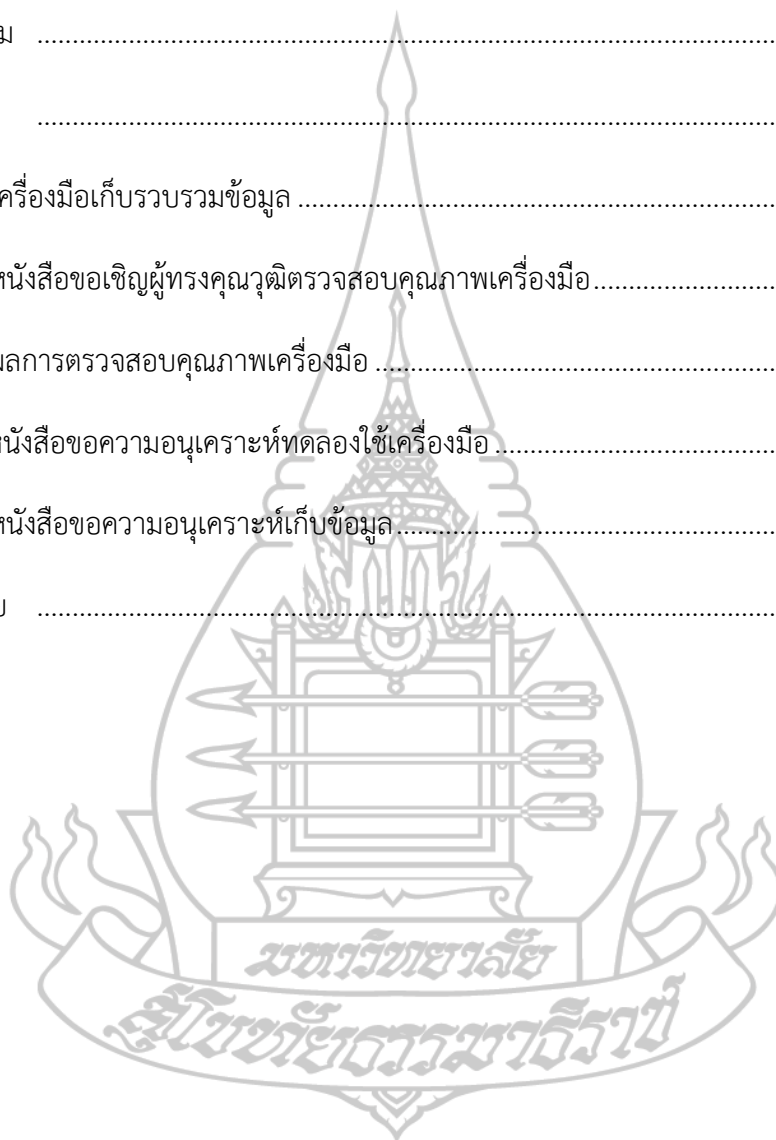 ม ........................................................................................................
........................................................................................................
ครื่องมือเก็บรวบรวมข้อมูล ....................................................................
หนังสือขอเชิญผู้ทรงคุณวุฒิตรวจสอบคุณภาพเครื่องมือ..........................
ผลการตรวจสอบคุณภาพเครื่องมือ .........................................................
หนังสือขอความอนุเคราะห์ทดลองใช้เครื่องมือ ........................................
หนังสือขอความอนุเคราะห์เก็บข้อมูล......................................................
ย ........................................................................................................
มหาวิทยาลัย
สุโขทัยธรรมาธิราช